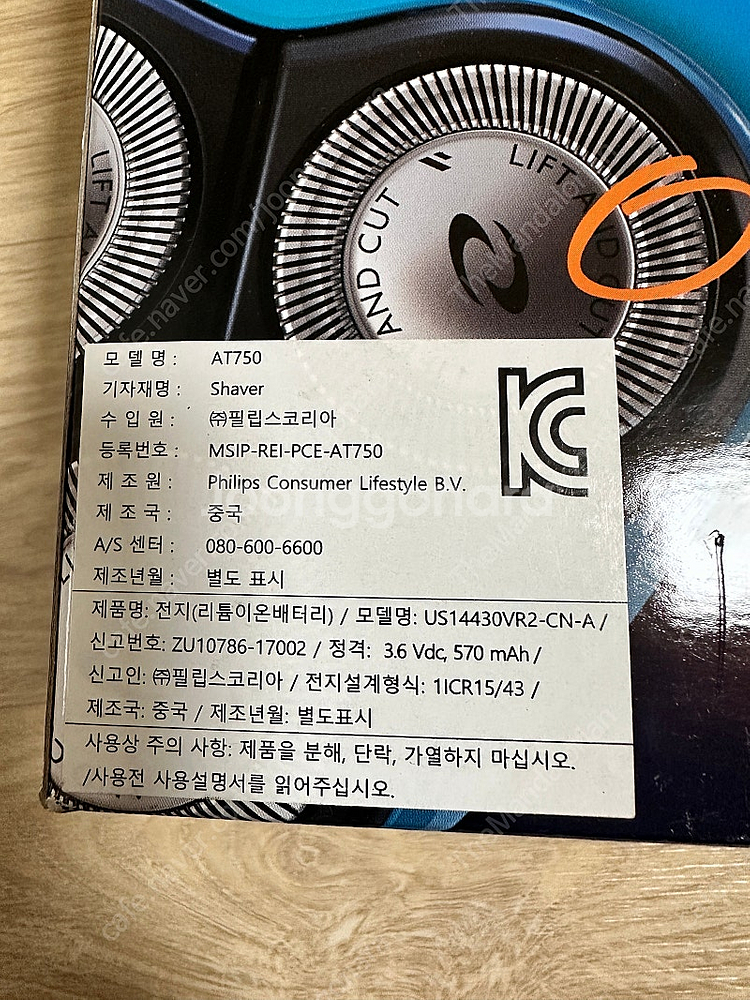 LIFT AND CUT
AND CUT
LIFT A
모 델 명 : AT750
기자재명 : Shaver
수 입 원 : ㈜필립스코리아
등록번호 : MSIP-REI-PCE-AT750
제 조 원 : Philips Consumer Lifestyle B.V.
제 조 국 : 중국
A/S 센터 : 080-600-6600
제조년월 : 별도 표시
제품명: 전지(리튬이온배터리) / 모델명: US14430VR2-CN-A /
신고번호: ZU10786-17002 / 정격: 3.6 Vdc, 570 mAh /
신고인: ㈜필립스코리아 / 전지설계형식: 1ICR15/43 /
제조국: 중국 / 제조년월: 별도표시
사용상 주의 사항: 제품을 분해, 단락, 가열하지 마십시오.
/사용전 사용설명서를 읽어주십시오.
joonggonara
cafe.naver.com/joon
TheMandalorian